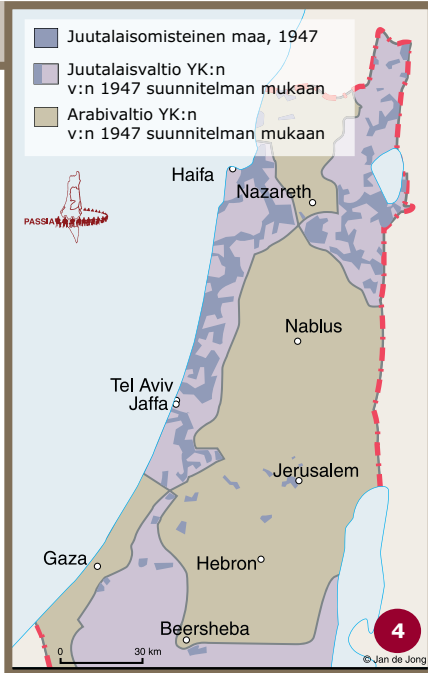 Juutalaisomisteinen maa, 1947
Juutalaisvaltio YK:n
v:n 1947 suunnitelman mukaan
Arabivaltio YK:n
v:n 1947 suunnitelman mukaan
Haifa
Nazareth
PASSIA
Nablus
Tel Aviv
Jaffa
Jerusalem
Gaza
Hebron
Beersheba
0 30 km
4
© Jan de Jong